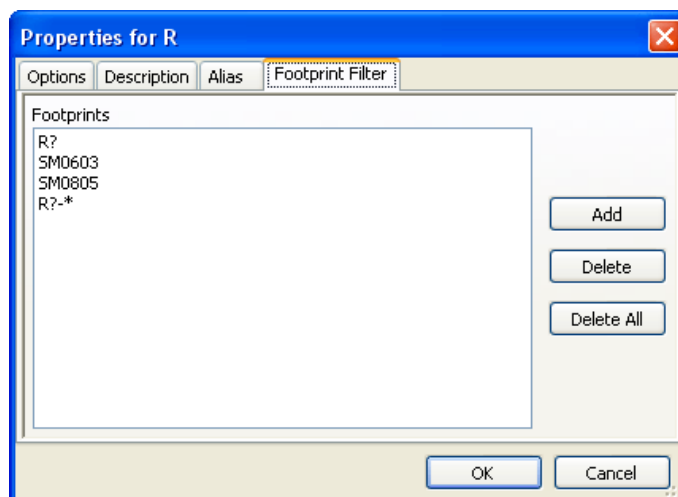 Properties for R
Options Description Alias Footprint Filter
Footprints
R?
SM0603
SM0805
R?-*
Add
Delete
Delete All
OK Cancel